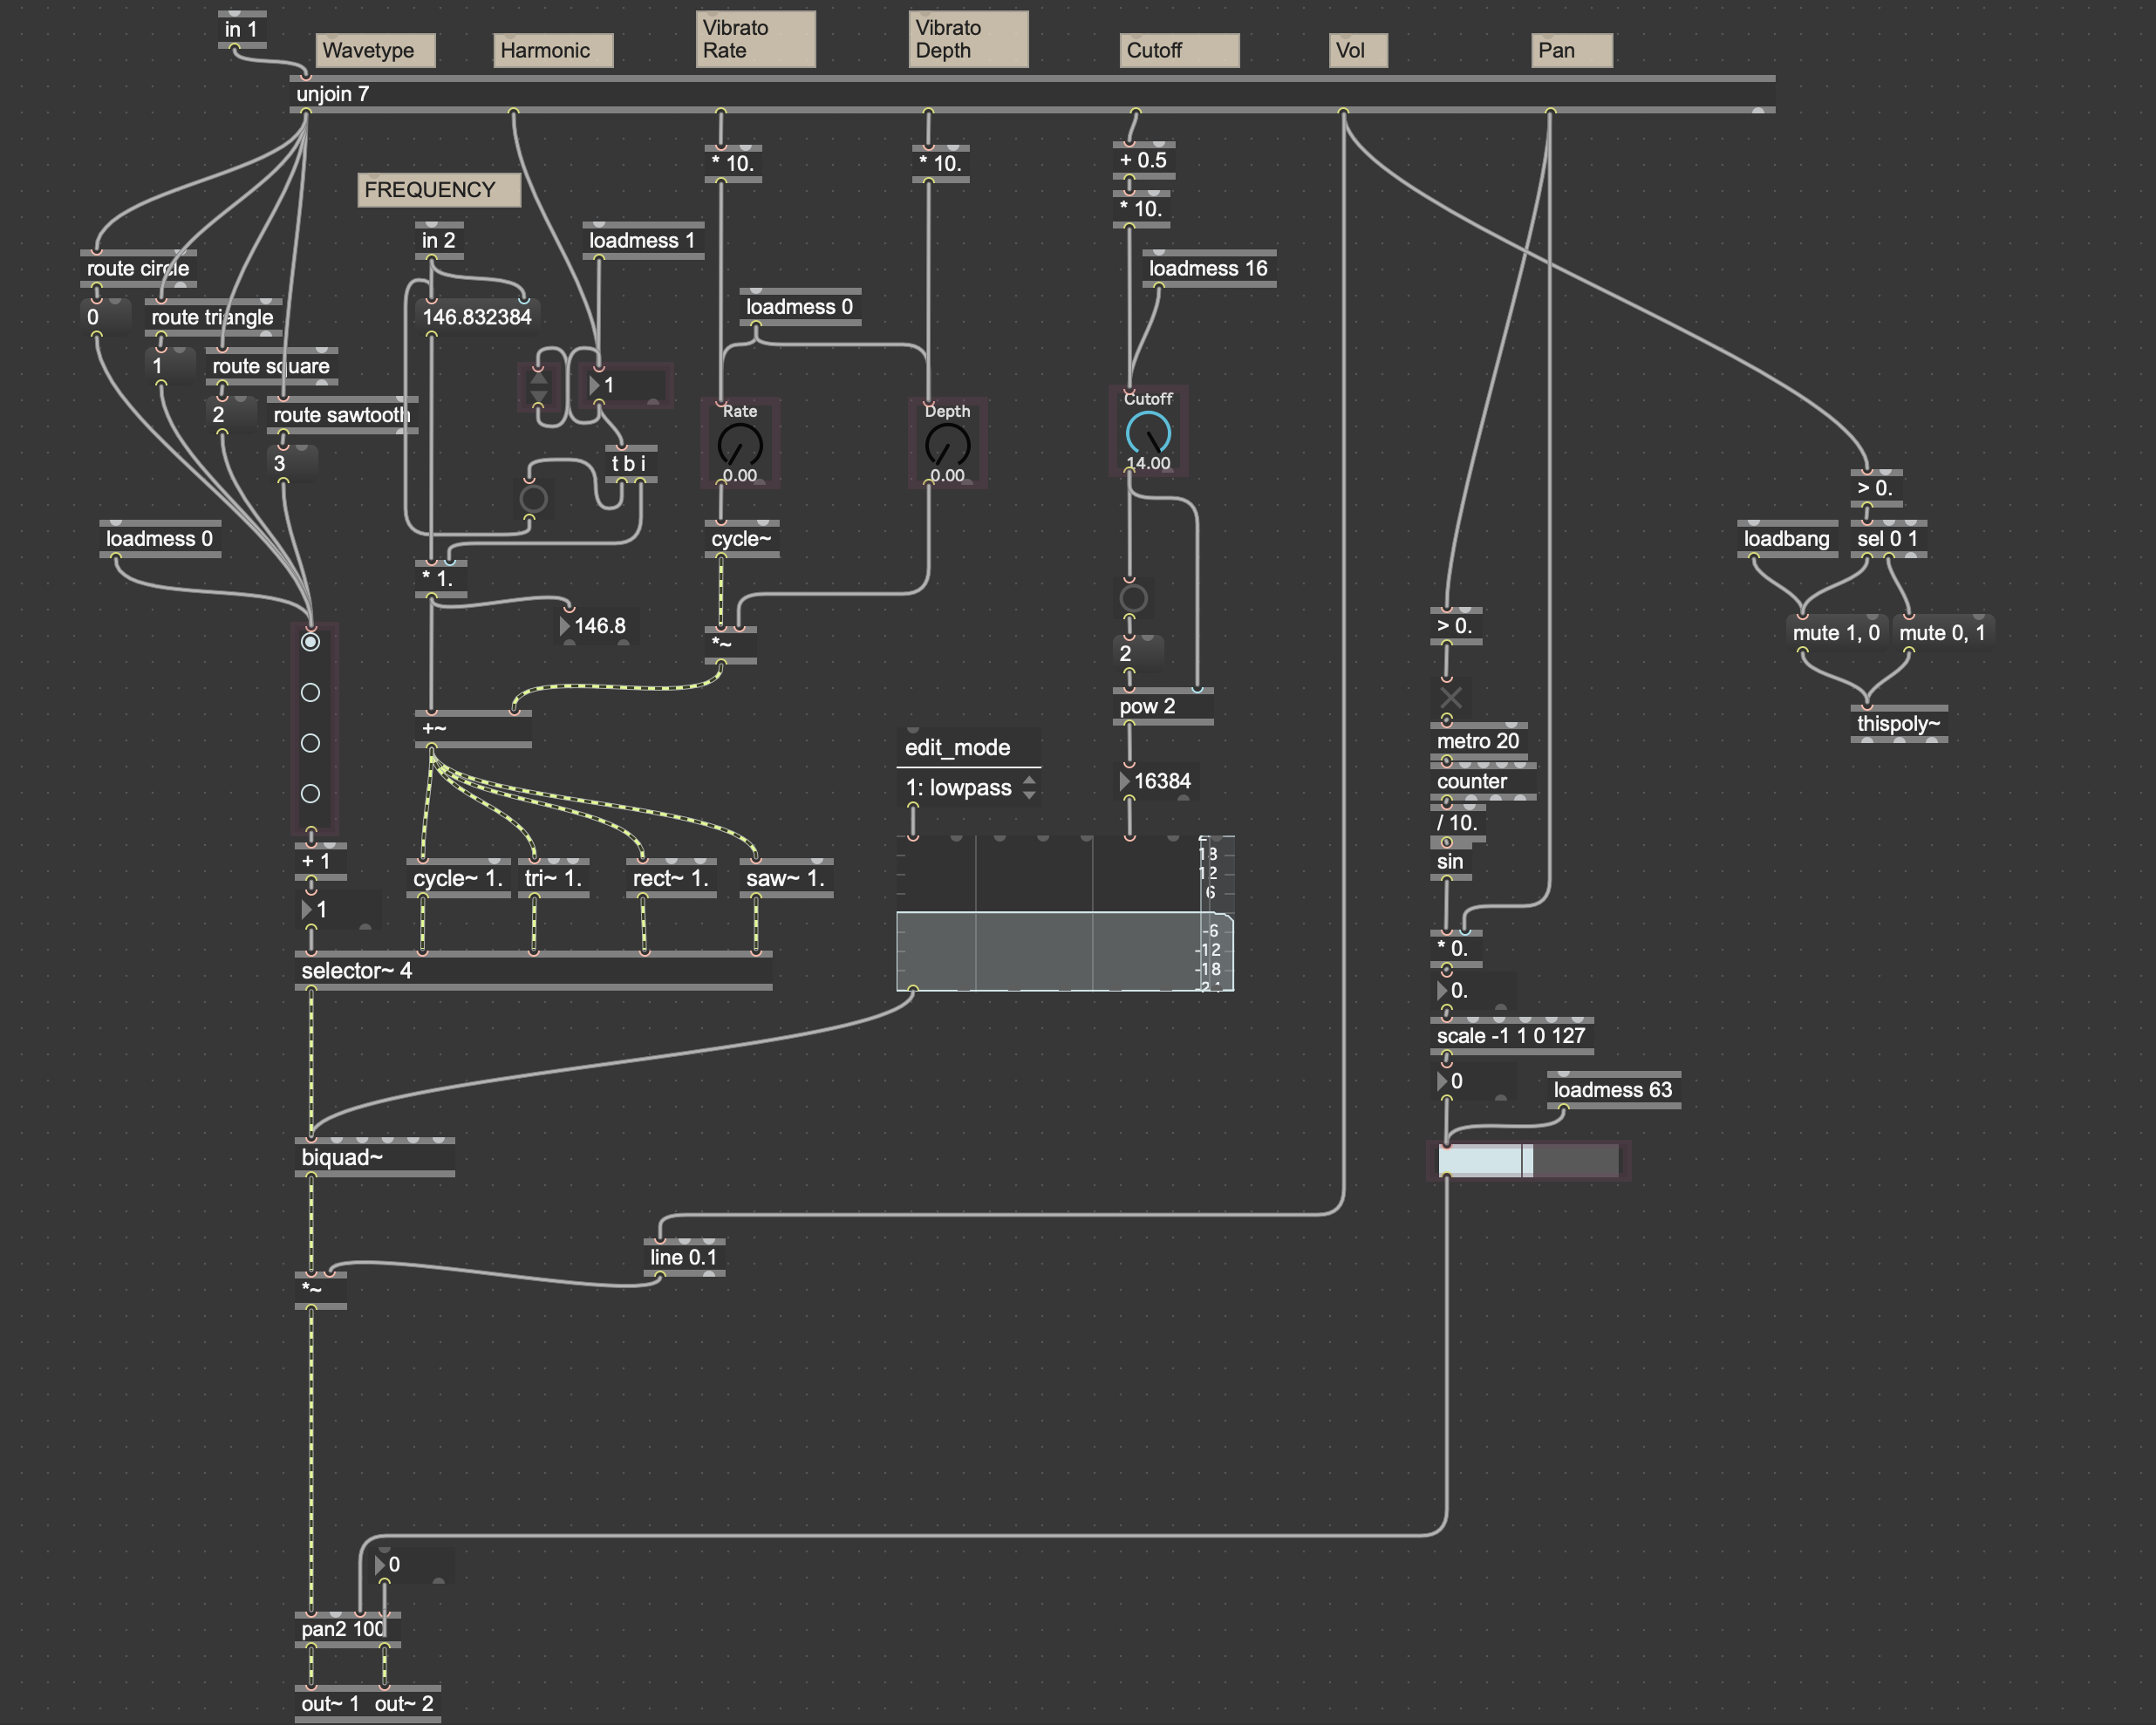 in 1
Wavetype
Harmonic
Vibrato
Rate
Vibrato
Depth
Cutoff
Vol
Pan
unjoin 7
* 10.
* 10.
+ 0.5
* 10.
FREQUENCY
in 2
loadmess 1
route circle
loadmess 16
0
route triangle
146.832384
loadmess 0
1
route square
1
2
route sawtooth
Rate
0.00
Depth
0.00
Cutoff
14.00
3
t b i
> 0.
loadmess 0
cycle~
loadbang
sel 0 1
* 1.
146.8
*~
2
> 0.
mute 1, 0
mute 0, 1
pow 2
thispoly~
+~
edit_mode
1: lowpass
16384
metro 20
counter
/ 10.
sin
+ 1
cycle~ 1.
tri~ 1.
rect~ 1.
saw~ 1.
18
12
6
-6
-12
-18
1
selector~ 4
* 0.
0.
scale -1 1 0 127
0
loadmess 63
biquad~
line 0.1
*~
0
pan2 100
out~ 1
out~ 2